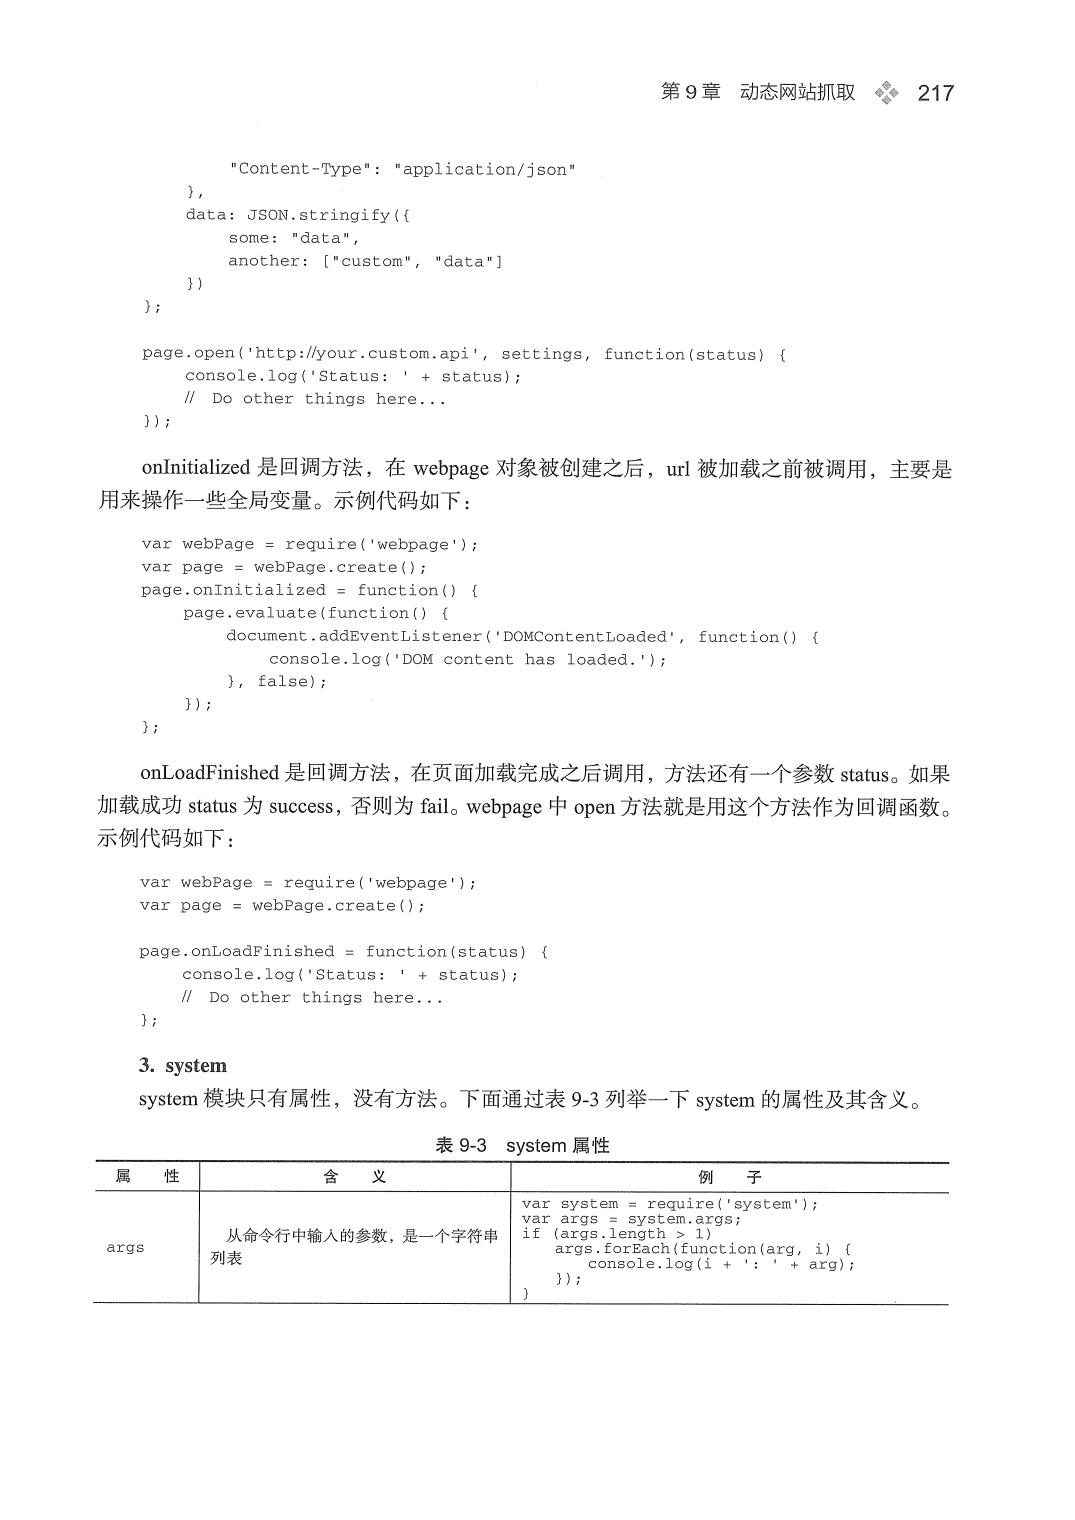 第 9 章　动态网站抓取　217
"Content-Type": "application/json"
},
data: JSON.stringify({
some: "data",
another: ["custom", "data"]
})
};
page.open('http://your.custom.api', settings, function(status) {
console.log('Status: ' + status);
// Do other things here...
});
onInitialized 是回调方法，在 webpage 对象被创建之后，url 被加载之前被调用，主要是
用来操作一些全局变量。示例代码如下：
var webPage = require('webpage');
var page = webPage.create();
page.onInitialized = function() {
page.evaluate(function() {
document.addEventListener('DOMContentLoaded', function() {
console.log('DOM content has loaded.');
}, false);
});
};
onLoadFinished 是回调方法，在页面加载完成之后调用，方法还有一个参数 status。如果
加载成功 status 为 success，否则为 fail。webpage 中 open 方法就是用这个方法作为回调函数。
示例代码如下：
var webPage = require('webpage');
var page = webPage.create();
page.onLoadFinished = function(status) {
console.log('Status: ' + status);
// Do other things here...
};
3. system
system 模块只有属性，没有方法。下面通过表 9-3 列举一下 system 的属性及其含义。
表 9-3　system 属性
属　性　含　义　例　子
args
从命令行中输入的参数，是一个字符串
列表
var system = require('system');
var args = system.args;
if (args.length > 1)
args.forEach(function(arg, i) {
console.log(i + ': ' + arg);
});
}